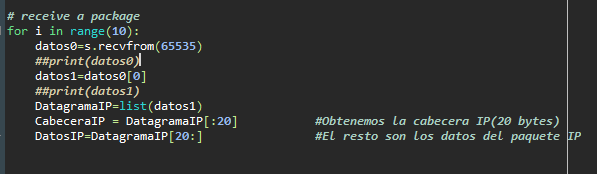 # receive a package
for i in range(10):
datos0=s.recvfrom(65535)
##print(datos0)
datos1=datos0[0]
##print(datos1)
DatagramaIP=list(datos1)
CabeceraIP = DatagramaIP[:20] #Obtenemos la cabecera IP(20 bytes)
DatosIP=DatagramaIP[20:] #El resto son los datos del paquete IP